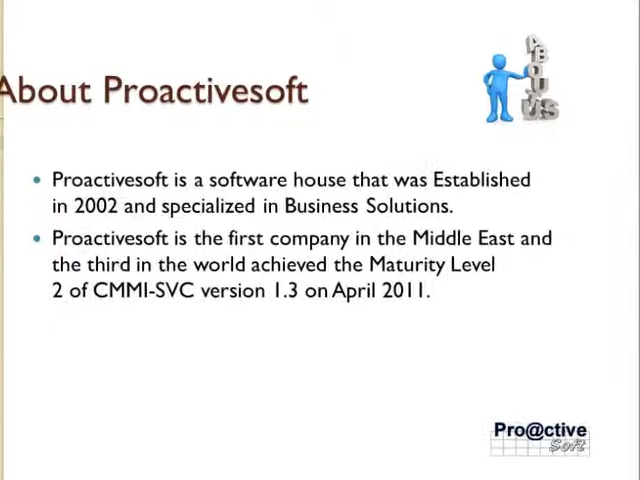 About Proactivesoft
ABOUT
US
Proactivesoft is a software house that was Established
in 2002 and specialized in Business Solutions.
Proactivesoft is the first company in the Middle East and
the third in the world achieved the Maturity Level
2 of CMMI-SVC version 1.3 on April 2011.
Pro@ctive
Soft